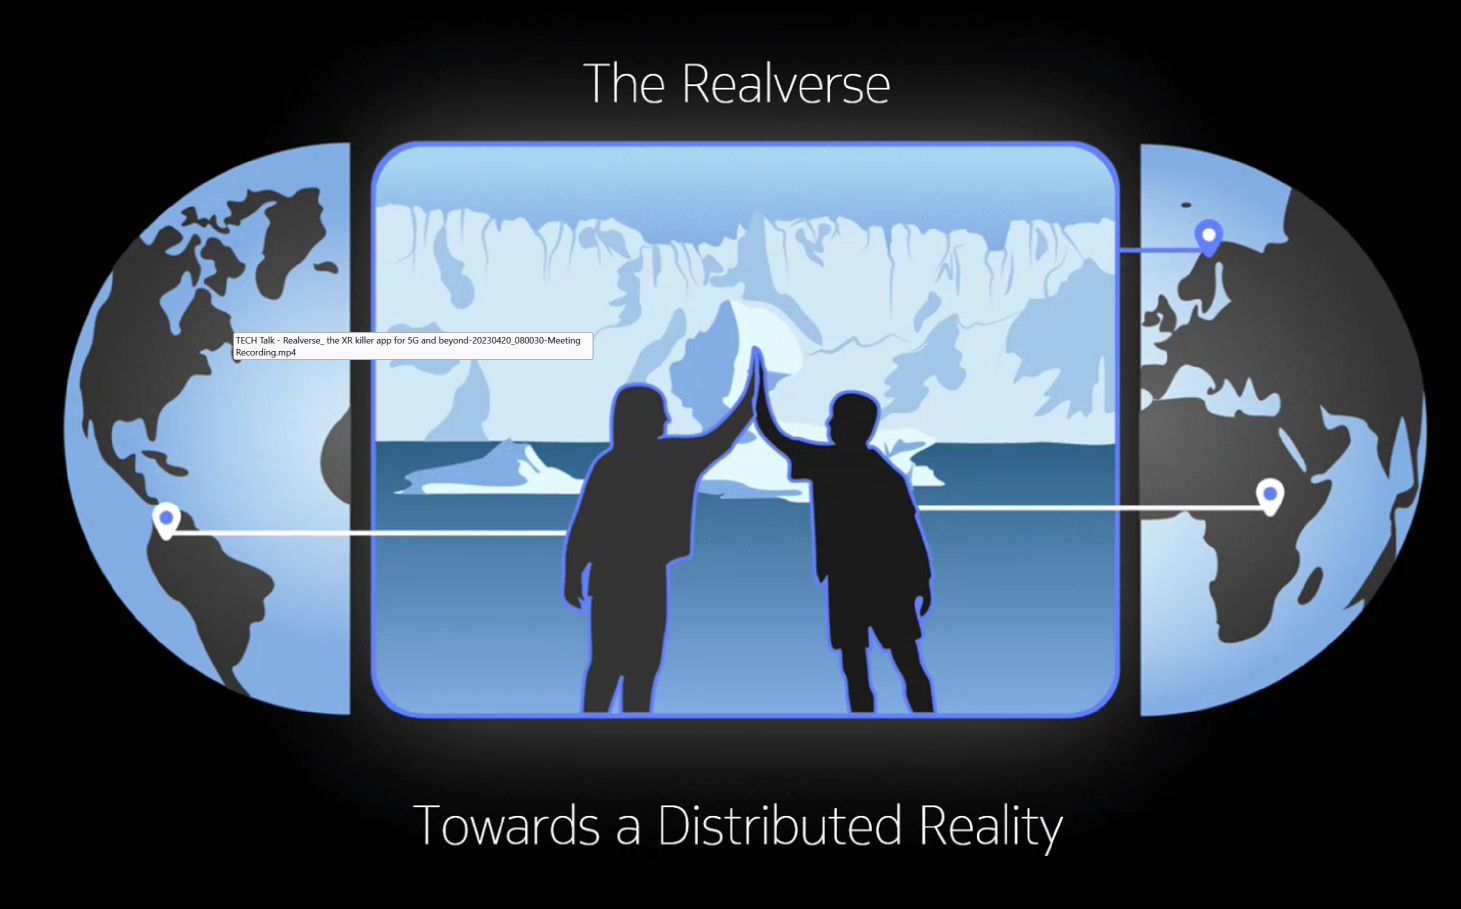 The Realverse
TECH Talk - Realverse_ the XR killer app for 5G and beyond-20230420_080030-Meeting
Recording.mp4
Towards a Distributed Reality